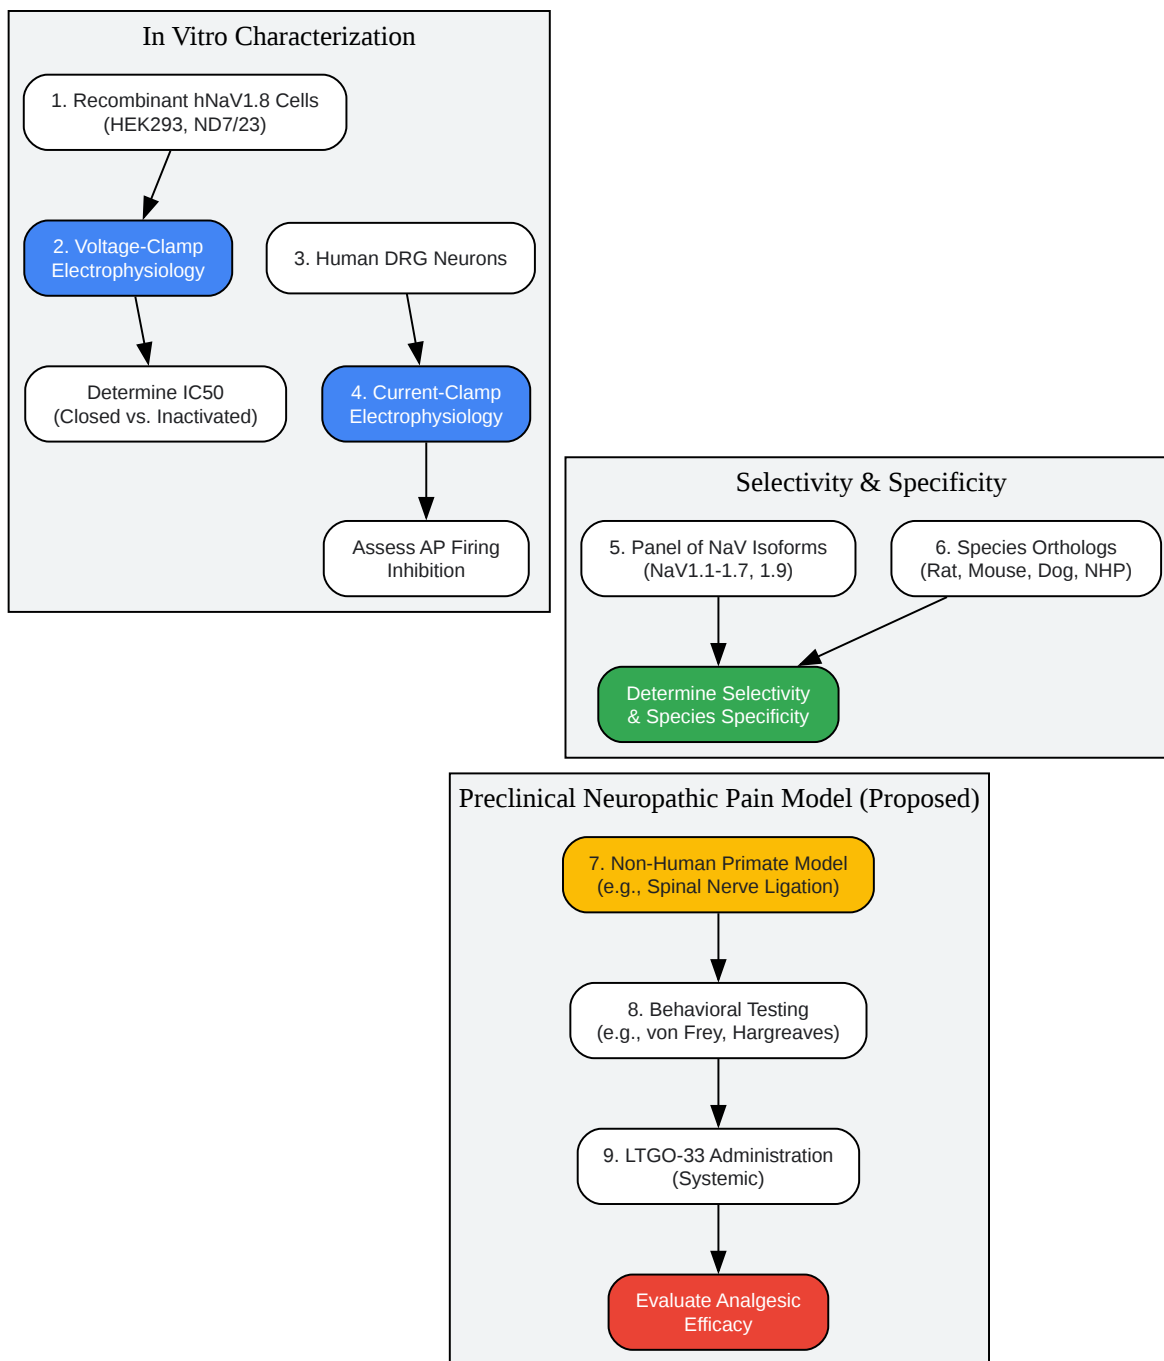 In Vitro Characterization
1. Recombinant hNaV1.8 Cells
(HEK293, ND7/23)
2. Voltage-Clamp
Electrophysiology
3. Human DRG Neurons
Determine IC50
(Closed vs. Inactivated)
4. Current-Clamp
Electrophysiology
Assess AP Firing
Inhibition
Selectivity & Specificity
5. Panel of NaV Isoforms
(NaV1.1-1.7, 1.9)
6. Species Orthologs
(Rat, Mouse, Dog, NHP)
Determine Selectivity
& Species Specificity
Preclinical Neuropathic Pain Model (Proposed)
7. Non-Human Primate Model
(e.g., Spinal Nerve Ligation)
8. Behavioral Testing
(e.g., von Frey, Hargreaves)
9. LTGO-33 Administration
(Systemic)
Evaluate Analgesic
Efficacy